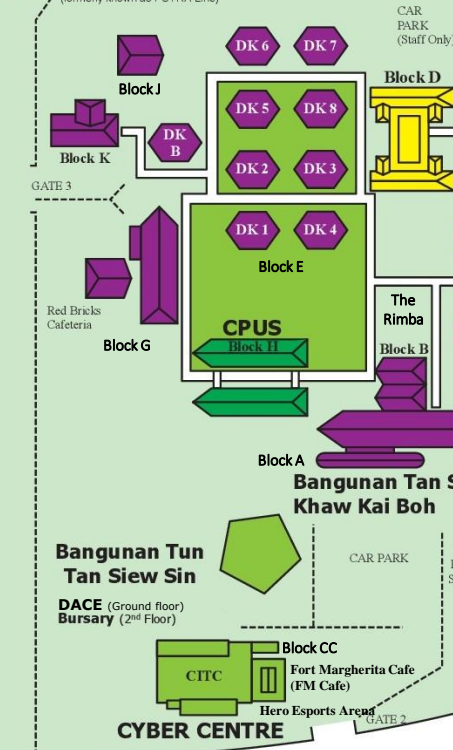 CAR
PARK
(Staff Only)
DK 6
DK 7
Block D
Block J
DK 5
DK 8
DK
B
Block K
DK 2
DK 3
GATE 3
DK 1
DK 4
Block E
The
Rimba
Red Bricks
Cafeteria
CPUS
Block H
Block G
Block B
Block A
Bangunan Tan S
Khaw Kai Boh
Bangunan Tun
Tan Siew Sin
CAR PARK
DACE (Ground floor)
Bursary (2nd Floor)
Block CC
CITC
Fort Margherita Cafe
(FM Cafe)
Hero Esports Arena
GATE 2
CYBER CENTRE